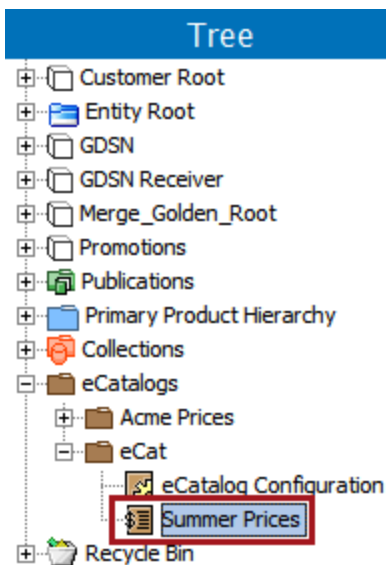 Tree
Customer Root
Entity Root
GDSN
GDSN Receiver
Merge_Golden_Root
Promotions
Publications
Primary Product Hierarchy
Collections
eCatalogs
Acme Prices
eCat
eCatalog Configuration
Summer Prices
Recycle Bin